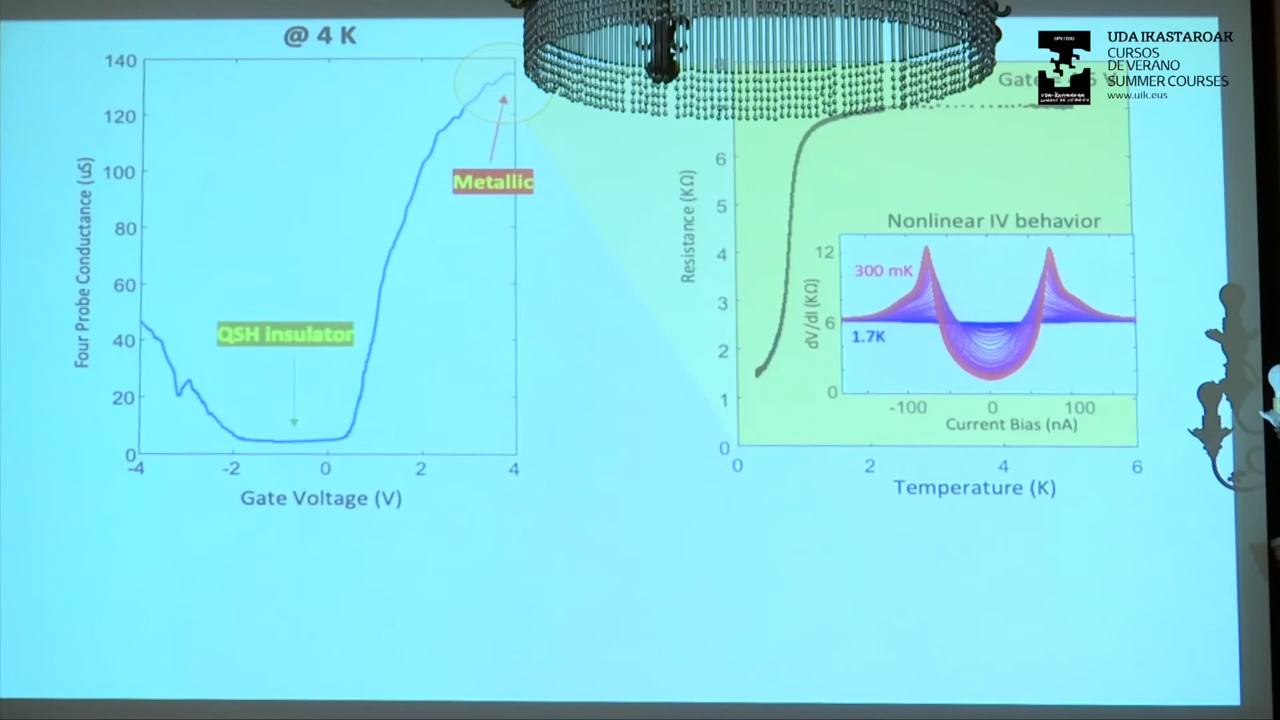 @ 4 K
140
120
100
80
60
40
20
0
-4
-2
0
2
4
Four Probe Conductance (uS)
Gate Voltage (V)
Metallic
QSH insulator
6
5
4
3
2
1
0
0
2
4
6
Resistance (KΩ)
Temperature (K)
Nonlinear IV behavior
12
6
0
-100
0
100
dV/dI (KΩ)
Current Bias (nA)
300 mK
1.7K
UDA IKASTAROAK
CURSOS
DE VERANO
SUMMER COURSES
www.uik.eus